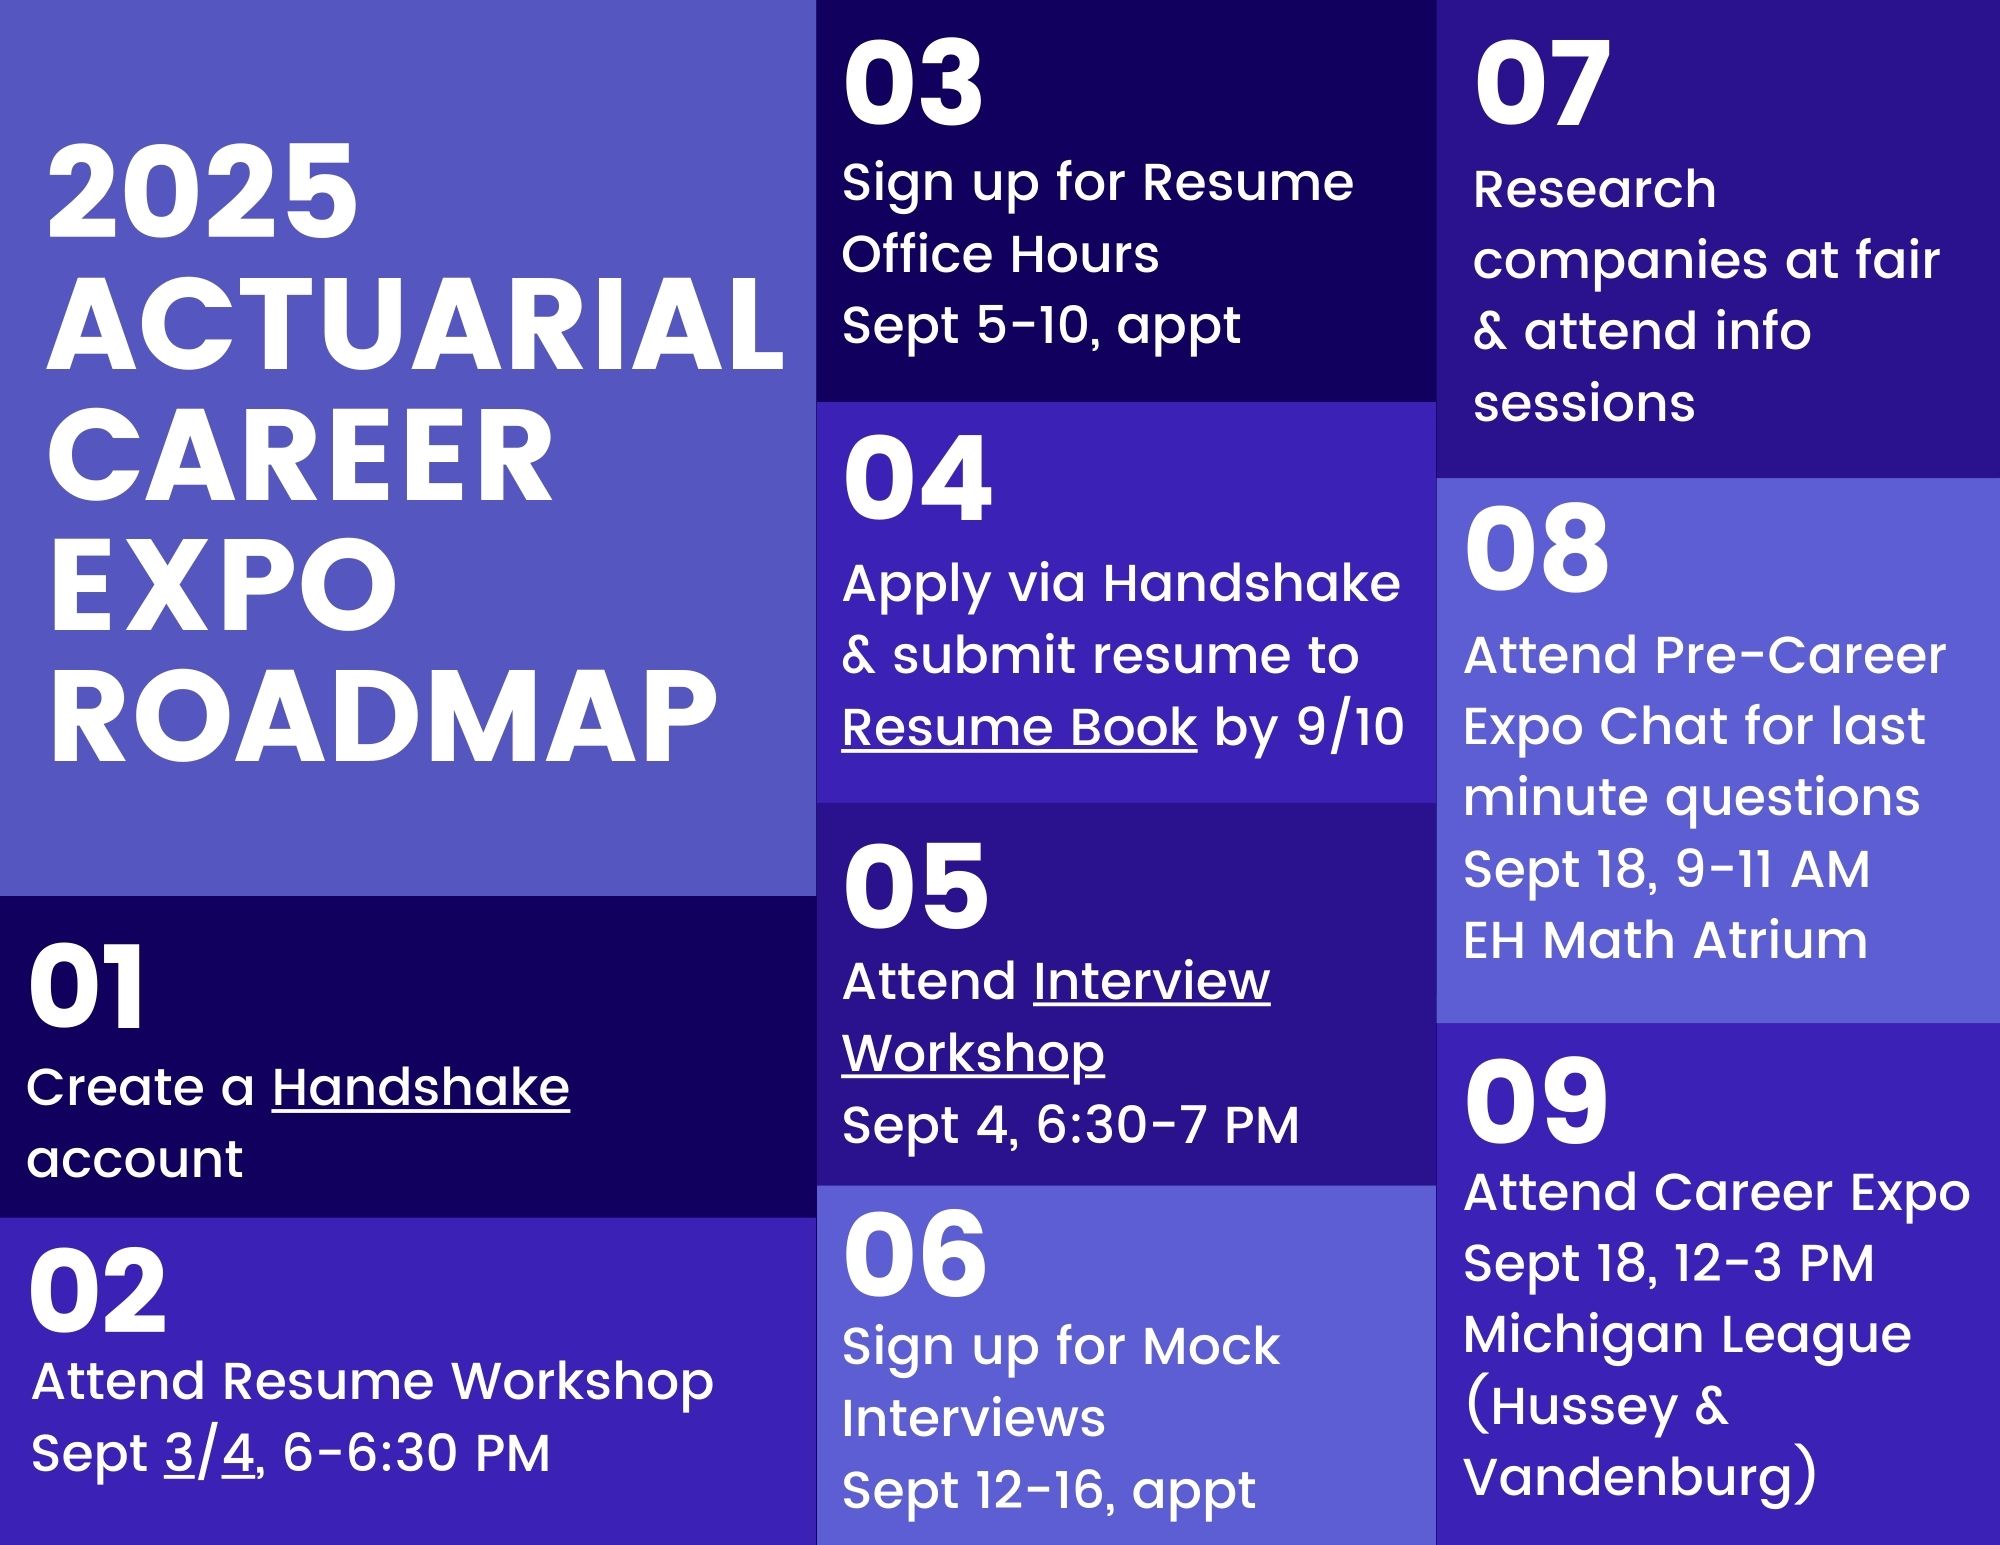 2025
ACTUARIAL
CAREER
EXPO
ROADMAP
01
Create a Handshake
account
02
Attend Resume Workshop
Sept 3/4, 6-6:30 PM
03
Sign up for Resume
Office Hours
Sept 5-10, appt
04
Apply via Handshake
& submit resume to
Resume Book by 9/10
05
Attend Interview
Workshop
Sept 4, 6:30-7 PM
06
Sign up for Mock
Interviews
Sept 12-16, appt
07
Research
companies at fair
& attend info
sessions
08
Attend Pre-Career
Expo Chat for last
minute questions
Sept 18, 9-11 AM
EH Math Atrium
09
Attend Career Expo
Sept 18, 12-3 PM
Michigan League
(Hussey &
Vandenburg)